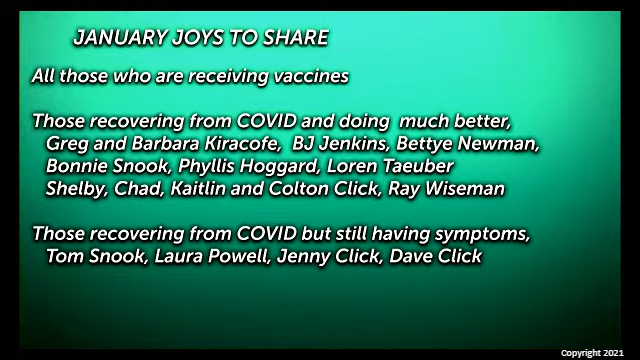 JANUARY JOYS TO SHARE
All those who are receiving vaccines
Those recovering from COVID and doing  much better,
Greg and Barbara Kiracofe,  BJ Jenkins, Bettye Newman,
Bonnie Snook, Phyllis Hoggard, Loren Taeuber
Shelby, Chad, Kaitlin and Colton Click, Ray Wiseman
Those recovering from COVID but still having symptoms,
Tom Snook, Laura Powell, Jenny Click, Dave Click
Copyright 2021